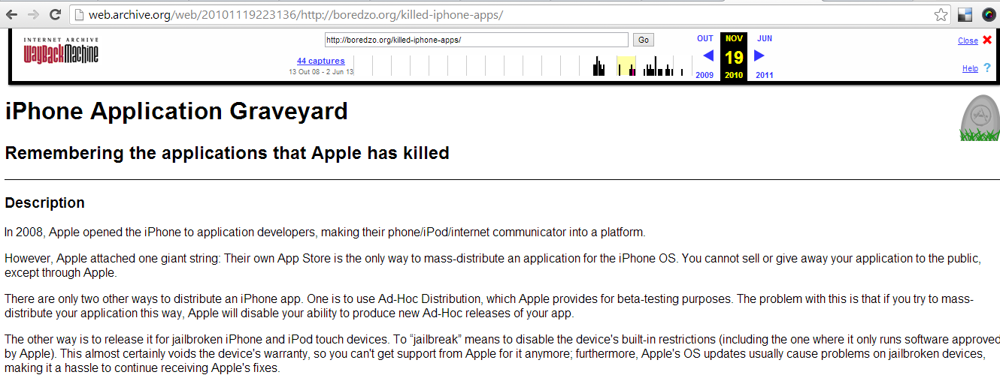 web.archive.org/web/20101119223136/http://boredzo.org/killed-iphone-apps/
INTERNET ARCHIVE
WayBackMachine
http://boredzo.org/killed-iphone-apps/
Go
44 captures
13 Out 08 - 2 Jun 13
OUT NOV JUN
19
2009 2010 2011
Close
Help ?
iPhone Application Graveyard
Remembering the applications that Apple has killed
Description
In 2008, Apple opened the iPhone to application developers, making their phone/iPod/internet communicator into a platform.
However, Apple attached one giant string: Their own App Store is the only way to mass-distribute an application for the iPhone OS. You cannot sell or give away your application to the public,
except through Apple.
There are only two other ways to distribute an iPhone app. One is to use Ad-Hoc Distribution, which Apple provides for beta-testing purposes. The problem with this is that if you try to mass-
distribute your application this way, Apple will disable your ability to produce new Ad-Hoc releases of your app.
The other way is to release it for jailbroken iPhone and iPod touch devices. To “jailbreak” means to disable the device's built-in restrictions (including the one where it only runs software approved
by Apple). This almost certainly voids the device's warranty, so you can't get support from Apple for it anymore; furthermore, Apple's OS updates usually cause problems on jailbroken devices,
making it a hassle to continue receiving Apple's fixes.